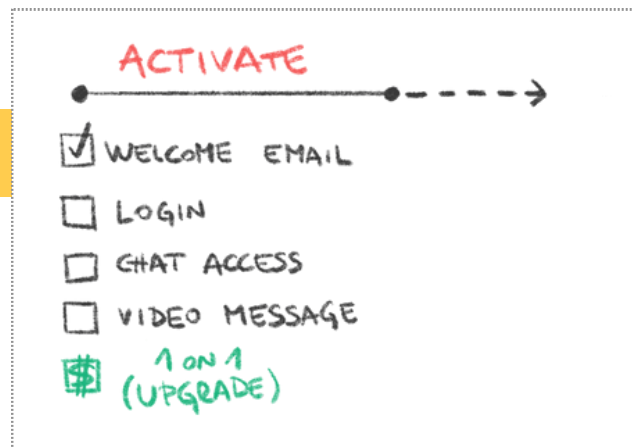 ACTIVATE
WELCOME EMAIL
LOGIN
CHAT ACCESS
VIDEO MESSAGE
$ 1 ON 1
(UPGRADE)